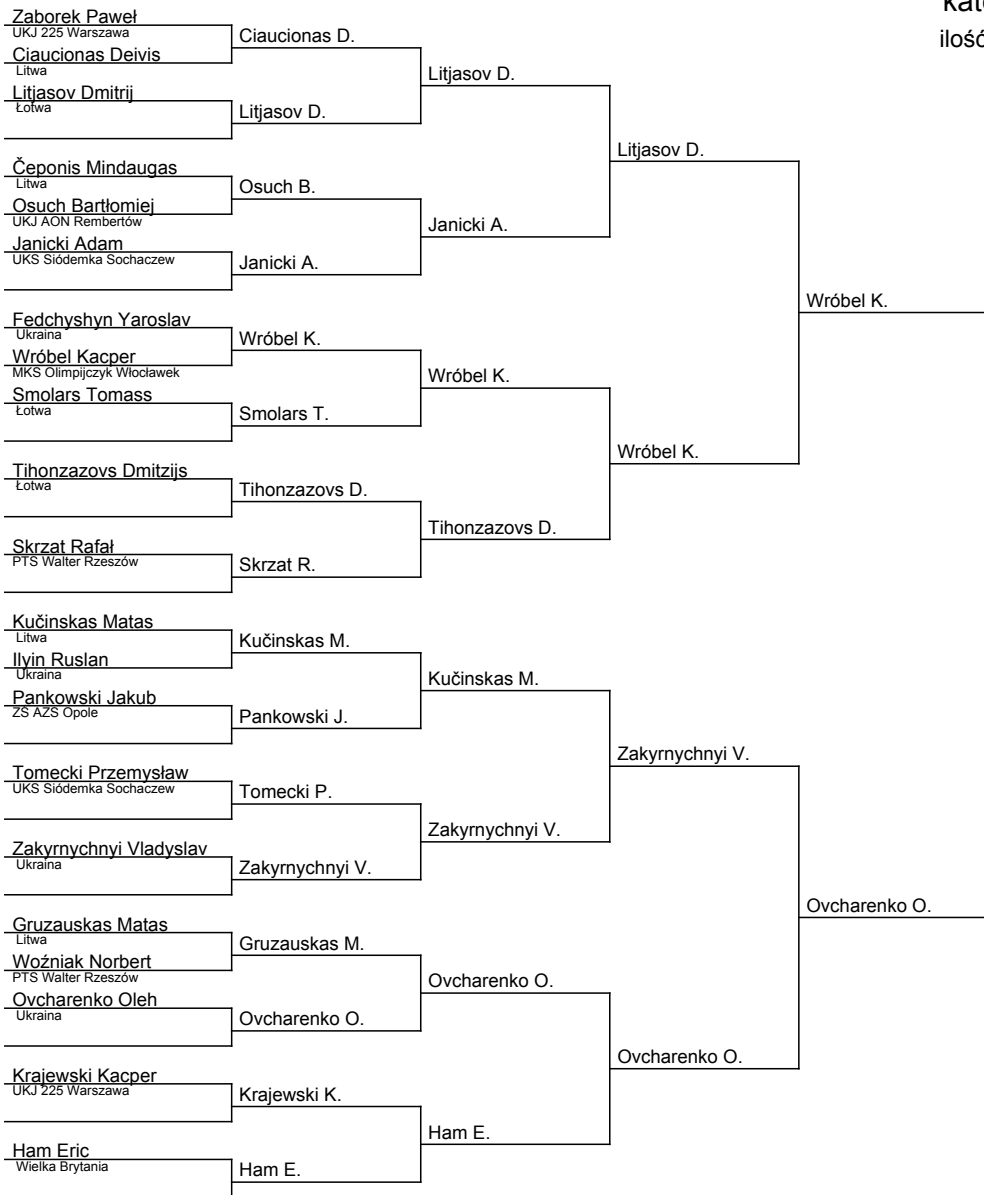 kat
ilość
Zaborek Paweł
UKJ 225 Warszawa
Ciaucionas Deivis
Litwa
Litjasov Dmitrij
Łotwa
Čeponis Mindaugas
Litwa
Osuch Bartłomiej
UKJ AON Rembertów
Janicki Adam
UKS Siódemka Sochaczew
Fedchyshyn Yaroslav
Ukraina
Wróbel Kacper
MKS Olimpijczyk Włocławek
Smolars Tomass
Łotwa
Tihonzazovs Dmitzijs
Łotwa
Skrzat Rafał
PTS Walter Rzeszów
Kučinskas Matas
Litwa
Ilyin Ruslan
Ukraina
Pankowski Jakub
ZS AZS Opole
Tomecki Przemysław
UKS Siódemka Sochaczew
Zakyrnychnyi Vladyslav
Ukraina
Gruzauskas Matas
Litwa
Woźniak Norbert
PTS Walter Rzeszów
Ovcharenko Oleh
Ukraina
Krajewski Kacper
UKJ 225 Warszawa
Ham Eric
Wielka Brytania
Ciaucionas D.
Litjasov D.
Osuch B.
Janicki A.
Wróbel K.
Smolars T.
Tihonzazovs D.
Skrzat R.
Kučinskas M.
Pankowski J.
Tomecki P.
Zakyrnychnyi V.
Gruzauskas M.
Ovcharenko O.
Krajewski K.
Ham E.
Litjasov D.
Janicki A.
Wróbel K.
Tihonzazovs D.
Kučinskas M.
Zakyrnychnyi V.
Ovcharenko O.
Ham E.
Litjasov D.
Wróbel K.
Zakyrnychnyi V.
Ovcharenko O.
Wróbel K.
Ovcharenko O.